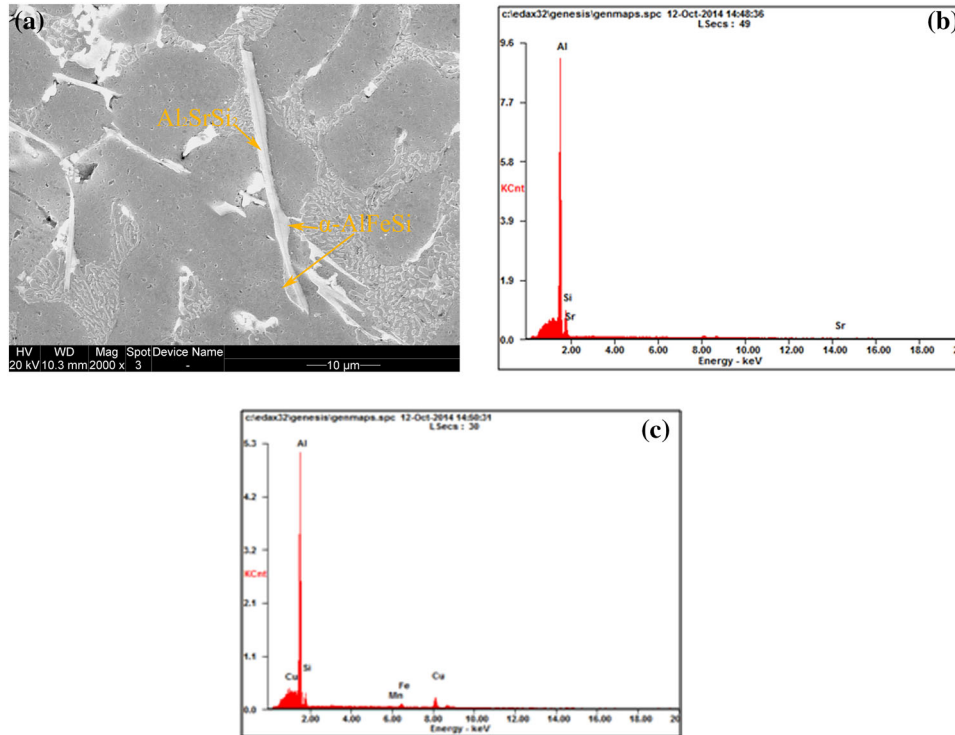 (a)
Al2SrSi2
α-AlFeSi
HV WD Mag Spot Device Name
20 kV 10.3 mm 2000 x 3 - 10 µm
c:\edax32\genesis\genmaps.spc 12-Oct-2014 14:48:36
LSecs : 49
(b)
9.6
Al
7.7
5.8
KCnt
3.9
1.9
Si
Sr
Sr
0.0
2.00 4.00 6.00 8.00 10.00 12.00 14.00 16.00 18.00 2
Energy - keV
c:\edax32\genesis\genmaps.spc 12-Oct-2014 14:50:31
LSecs : 30
(c)
5.3
Al
4.2
3.2
KCnt
2.1
1.1
Cu
Si
Mn
Fe
Cu
0.0
2.00 4.00 6.00 8.00 10.00 12.00 14.00 16.00 18.00 20
Energy - keV